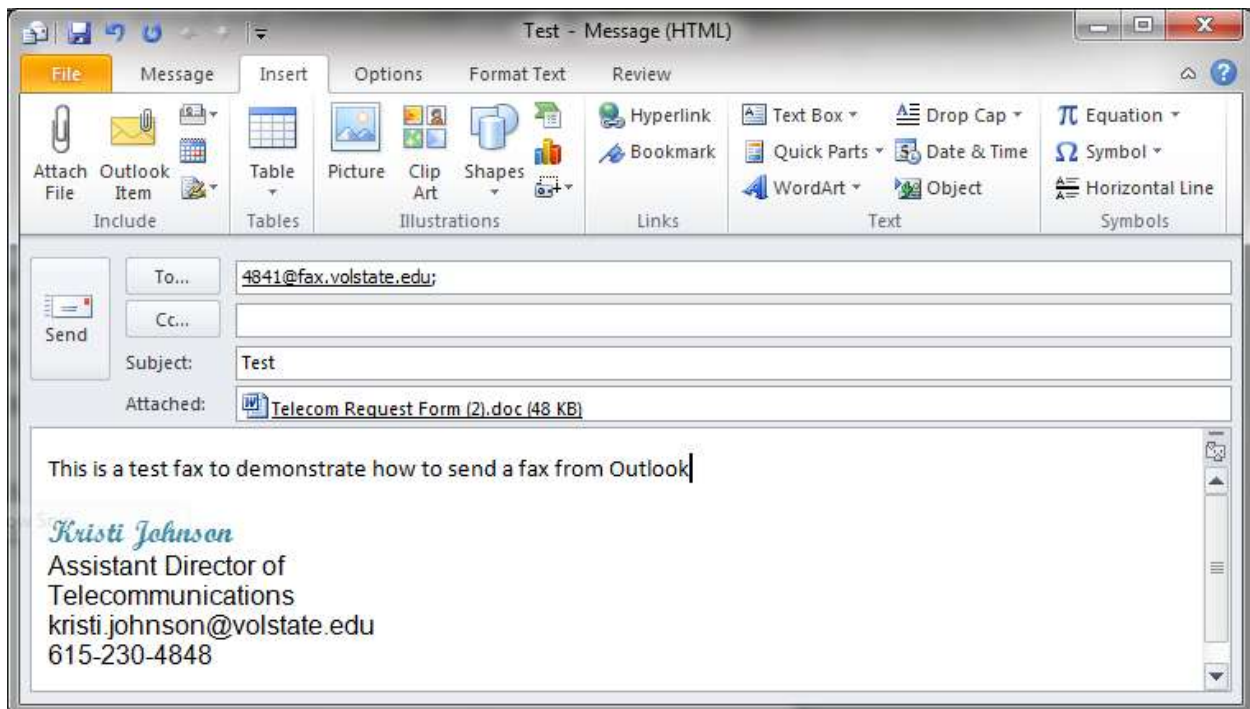 Test - Message (HTML)
File Message Insert Options Format Text Review
Attach File Outlook Item Table Picture Clip Art Shapes Hyperlink Bookmark Text Box Quick Parts WordArt Drop Cap Date & Time Object π Equation Ω Symbol Horizontal Line
Include Tables Illustrations Links Text Symbols
Send
To... 4841@fax.volstate.edu;
Cc...
Subject: Test
Attached: Telecom Request Form (2).doc (48 KB)
This is a test fax to demonstrate how to send a fax from Outlook
Kristi Johnson
Assistant Director of
Telecommunications
kristi.johnson@volstate.edu
615-230-4848